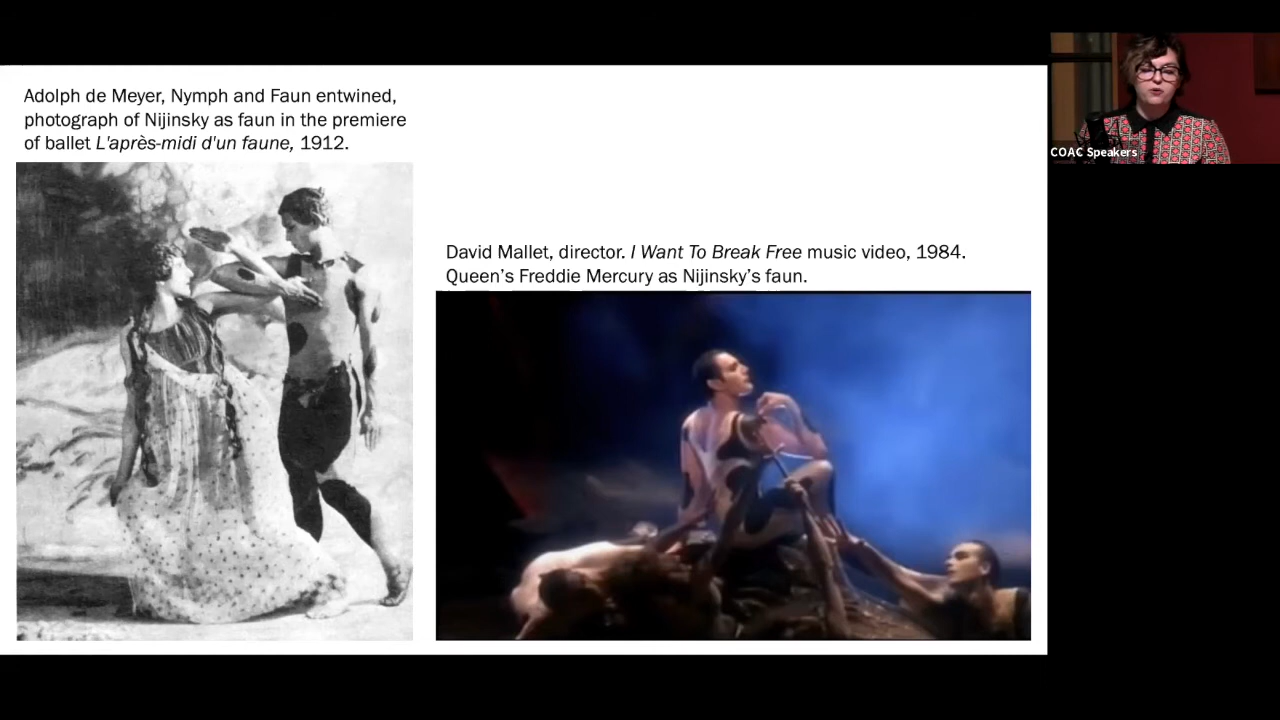 Adolph de Meyer, Nymph and Faun entwined,
photograph of Nijinsky as faun in the premiere
of ballet L'après-midi d'un faune, 1912.
David Mallet, director. I Want To Break Free music video, 1984.
Queen's Freddie Mercury as Nijinsky's faun.
COAC Speakers